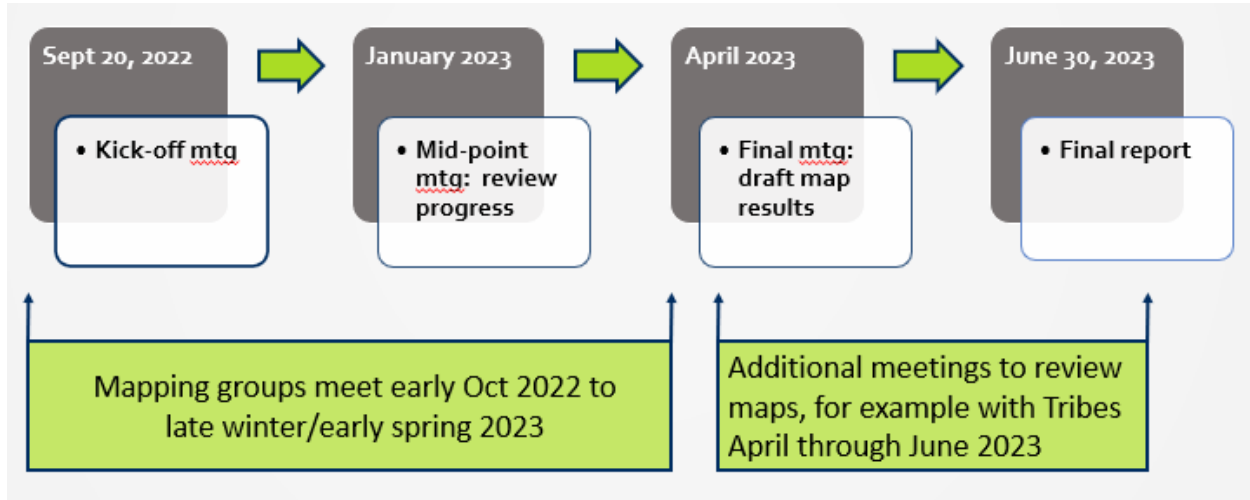 Sept 20, 2022
• Kick-off mtg
January 2023
• Mid-point
mtg: review
progress
April 2023
• Final mtg:
draft map
results
June 30, 2023
• Final report
Mapping groups meet early Oct 2022 to
late winter/early spring 2023
Additional meetings to review
maps, for example with Tribes
April through June 2023